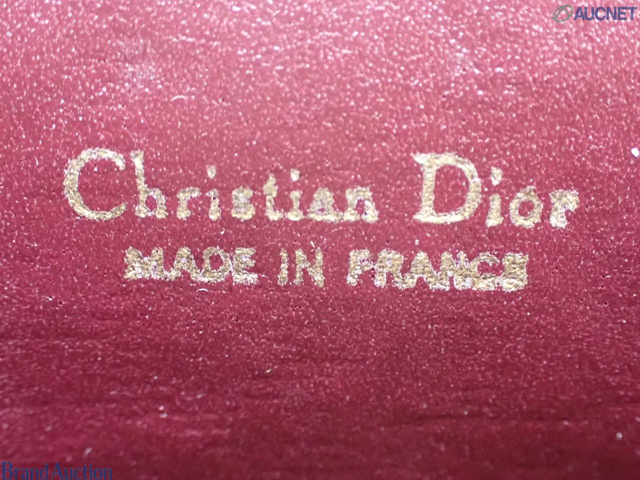 AUCNET
Christian Dior
MADE IN FRANCE
Brand Auction